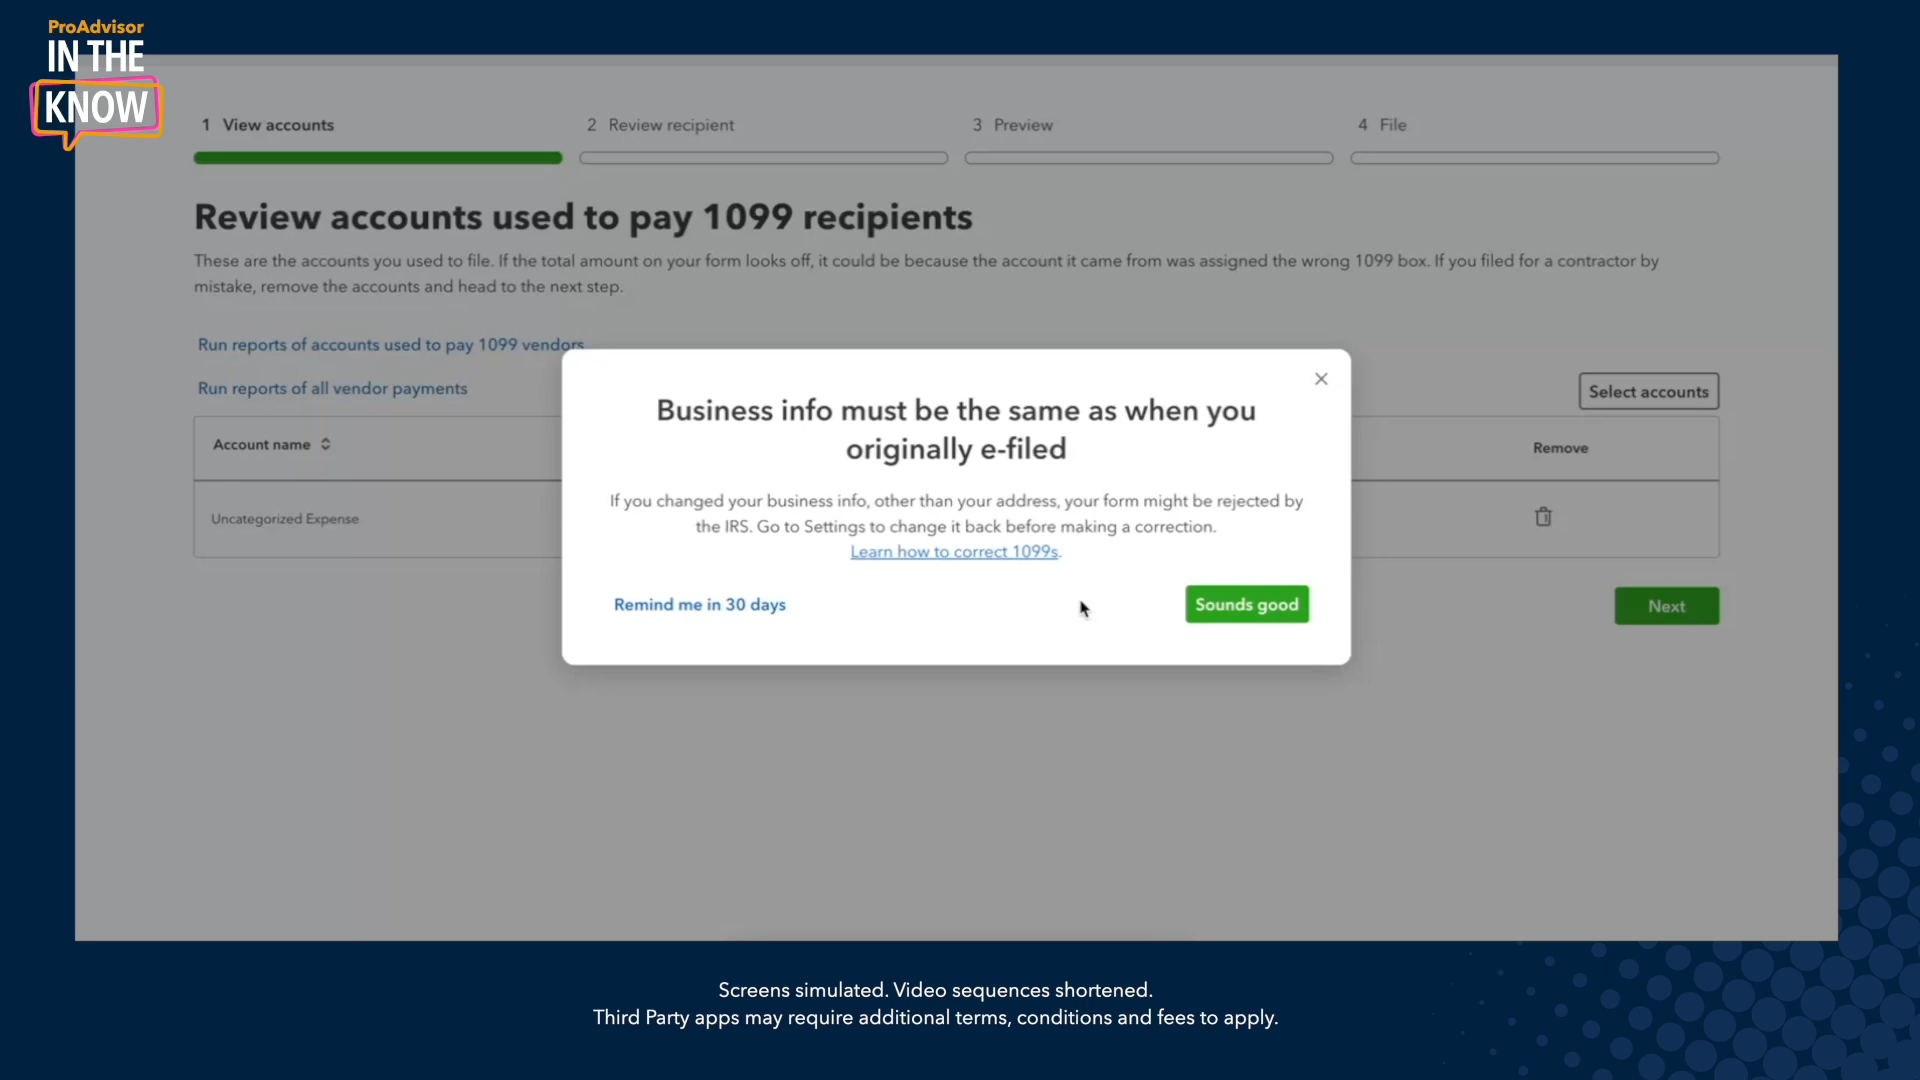 ProAdvisor
IN THE
KNOW
1 View accounts
2 Review recipient
3 Preview
4 File
Review accounts used to pay 1099 recipients
These are the accounts you used to file. If the total amount on your form looks off, it could be because the account it came from was assigned the wrong 1099 box. If you filed for a contractor by
mistake, remove the accounts and head to the next step.
Run reports of accounts used to pay 1099 vendors
Run reports of all vendor payments
Select accounts
Account name
Remove
Uncategorized Expense
Next
Business info must be the same as when you
originally e-filed
If you changed your business info, other than your address, your form might be rejected by
the IRS. Go to Settings to change it back before making a correction.
Learn how to correct 1099s.
Remind me in 30 days
Sounds good
Screens simulated. Video sequences shortened.
Third Party apps may require additional terms, conditions and fees to apply.